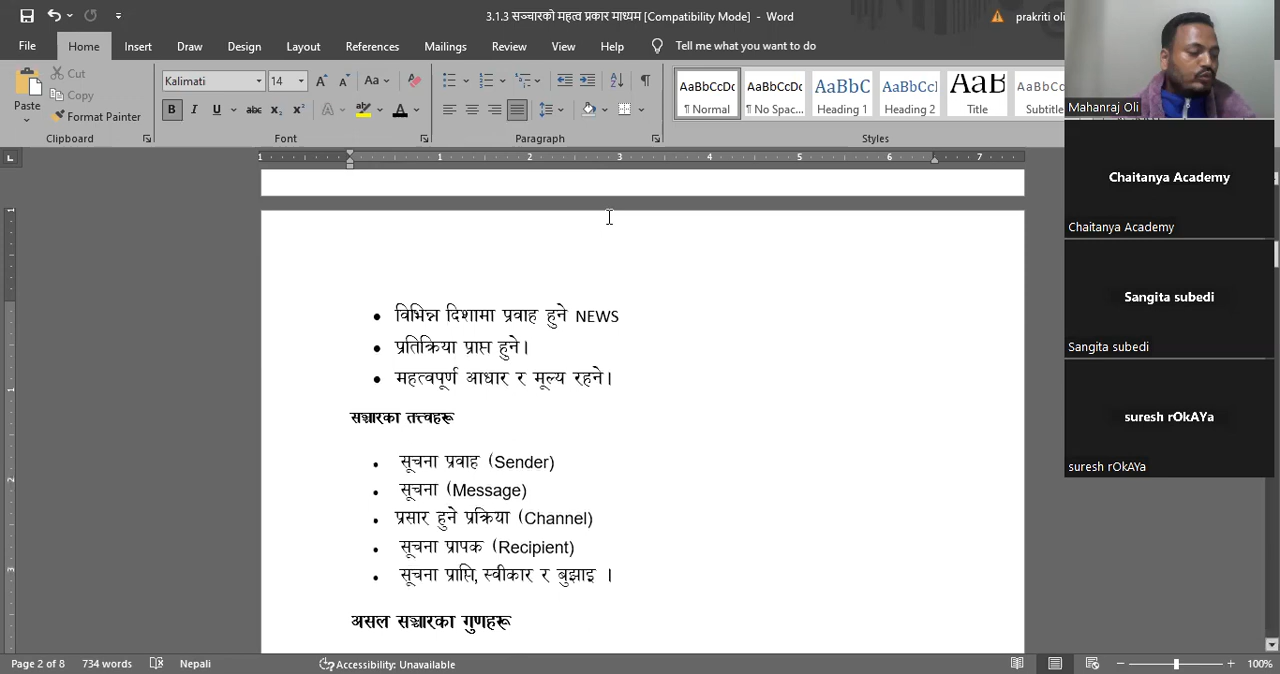 3.1.3 सञ्चारको महत्व प्रकार माध्यम [Compatibility Mode] - Word
prakriti oli
File Home Insert Draw Design Layout References Mailings Review View Help Tell me what you want to do
Paste
Cut
Copy
Format Painter
Clipboard
Kalimati 14
Font
Paragraph
AaBbCcDc
¶ Normal
AaBbCcDc
¶ No Spac...
AaBbC
Heading 1
AaBbCcl
Heading 2
AaB
Title
AaBbCcD
Subtitle
Styles
Mahanraj Oli
Chaitanya Academy
Chaitanya Academy
Sangita subedi
Sangita subedi
suresh rOkAYa
suresh rOkAYa
• विभिन्न दिशामा प्रवाह हुने NEWS
• प्रतिक्रिया प्राप्त हुने।
• महत्वपूर्ण आधार र मूल्य रहने।
सञ्चारका तत्त्वहरू
• सूचना प्रवाह (Sender)
• सूचना (Message)
• प्रसार हुने प्रक्रिया (Channel)
• सूचना प्रापक (Recipient)
• सूचना प्राप्ति, स्वीकार र बुझाइ ।
असल सञ्चारका गुणहरू
Page 2 of 8 734 words Nepali Accessibility: Unavailable 100%